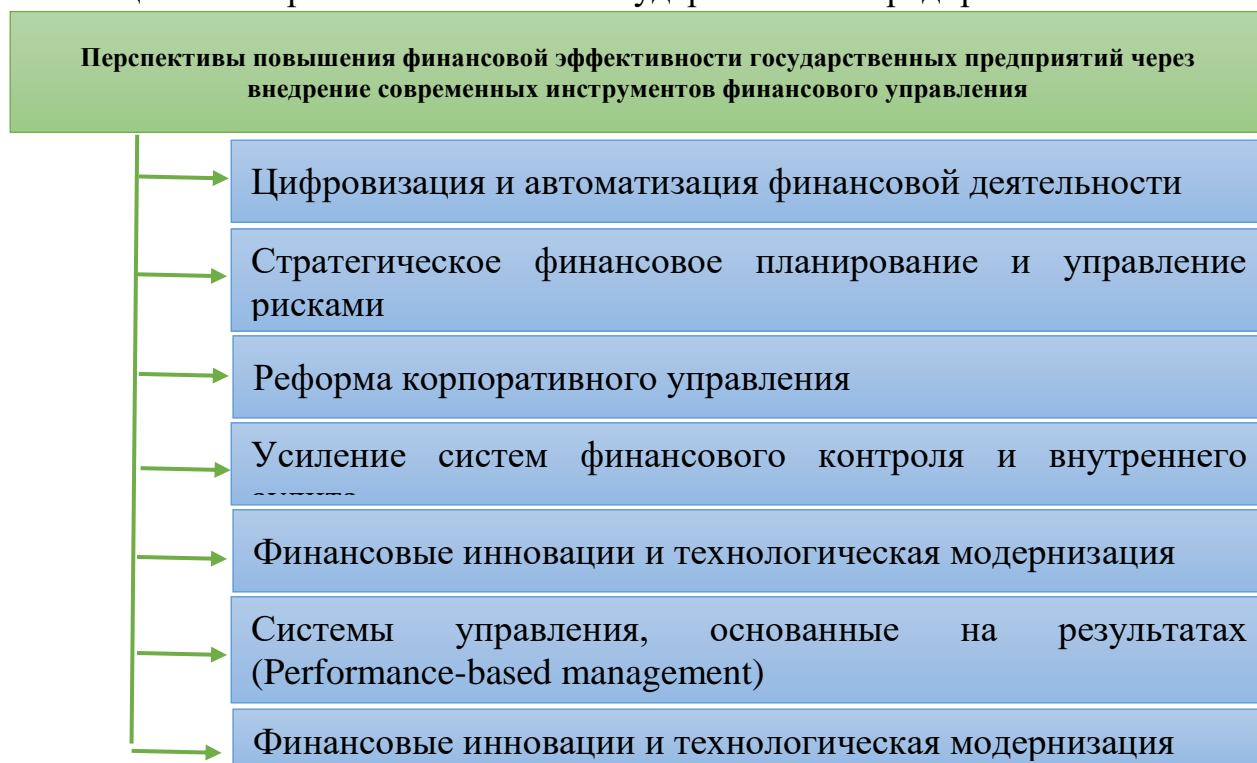 Перспективы повышения финансовой эффективности государственных предприятий через
внедрение современных инструментов финансового управления
Цифровизация и автоматизация финансовой деятельности
Стратегическое финансовое планирование и управление
рисками
Реформа корпоративного управления
Усиление систем финансового контроля и внутреннего
Финансовые инновации и технологическая модернизация
Системы управления, основанные на результатах
(Performance-based management)
Финансовые инновации и технологическая модернизация